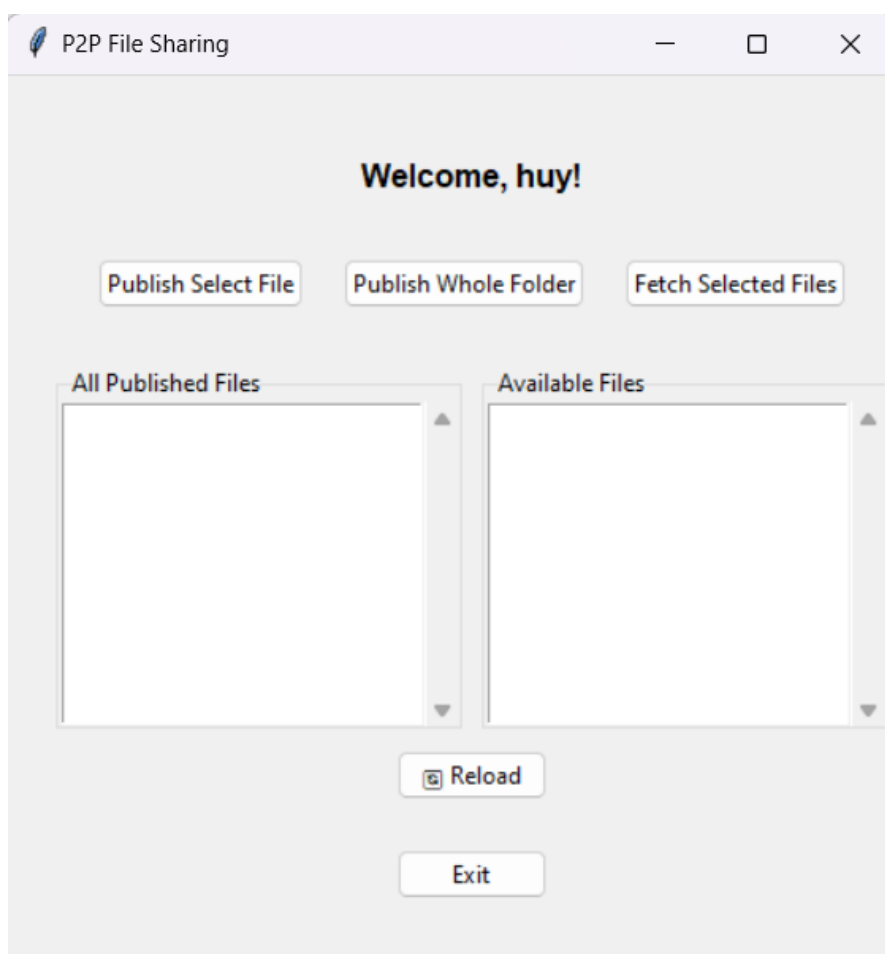 P2P File Sharing
Welcome, huy!
Publish Select File
Publish Whole Folder
Fetch Selected Files
All Published Files
Available Files
Reload
Exit